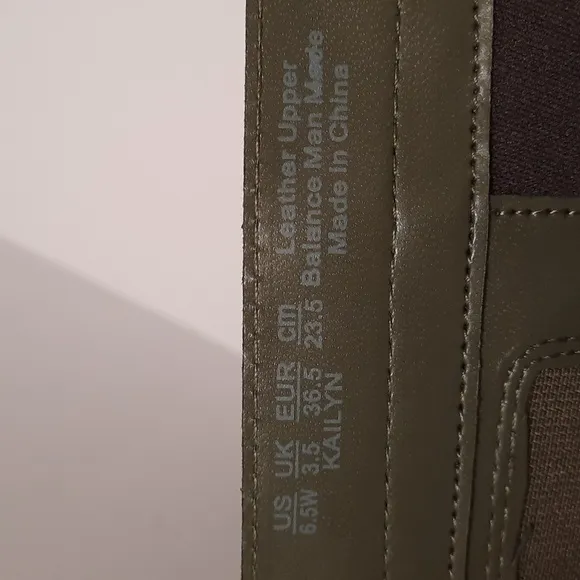 US UK EUR cm Leather Upper
6.5W 3.5 36.5 23.5 Balance Man Made
KAILYN Made in China